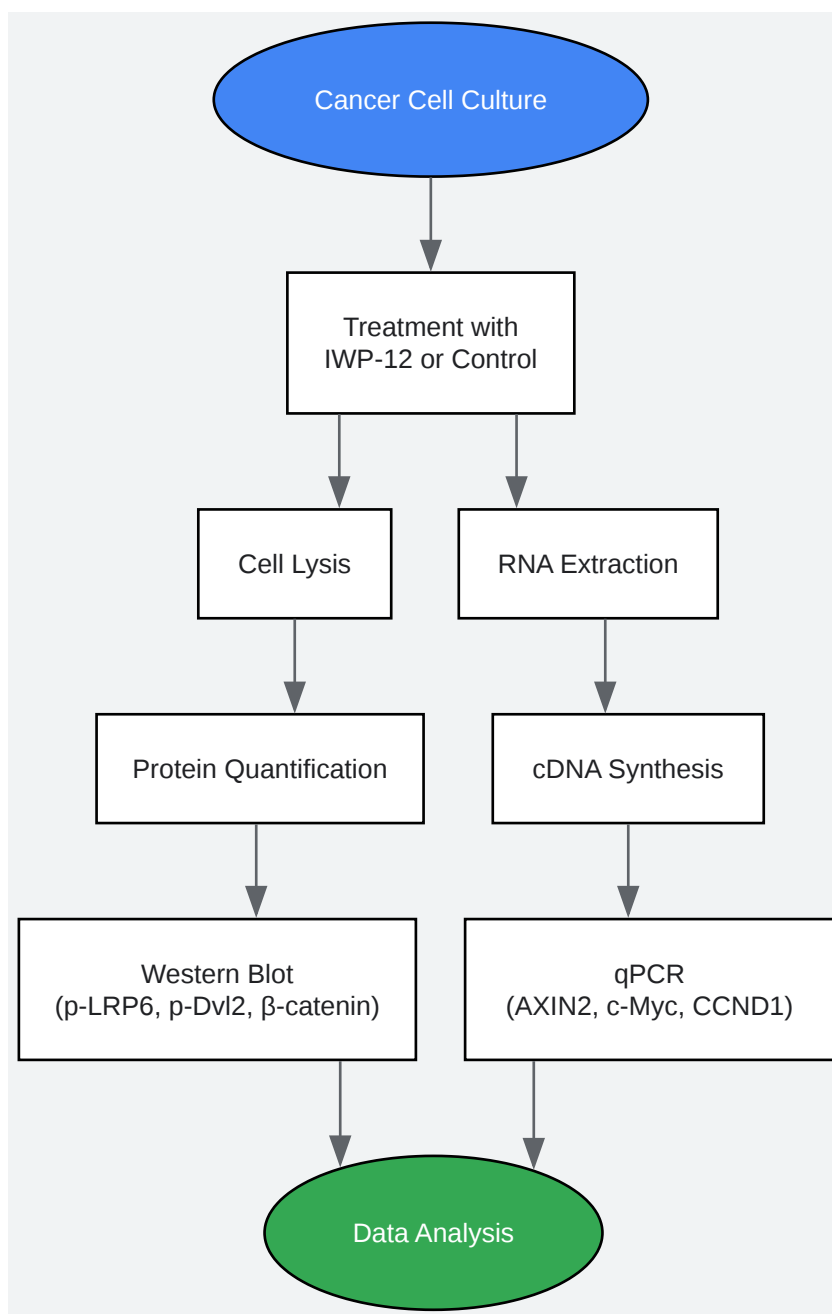 Cancer Cell Culture
Treatment with
IWP-12 or Control
Cell Lysis
RNA Extraction
Protein Quantification
cDNA Synthesis
Western Blot
(p-LRP6, p-Dvl2, β-catenin)
qPCR
(AXIN2, c-Myc, CCND1)
Data Analysis